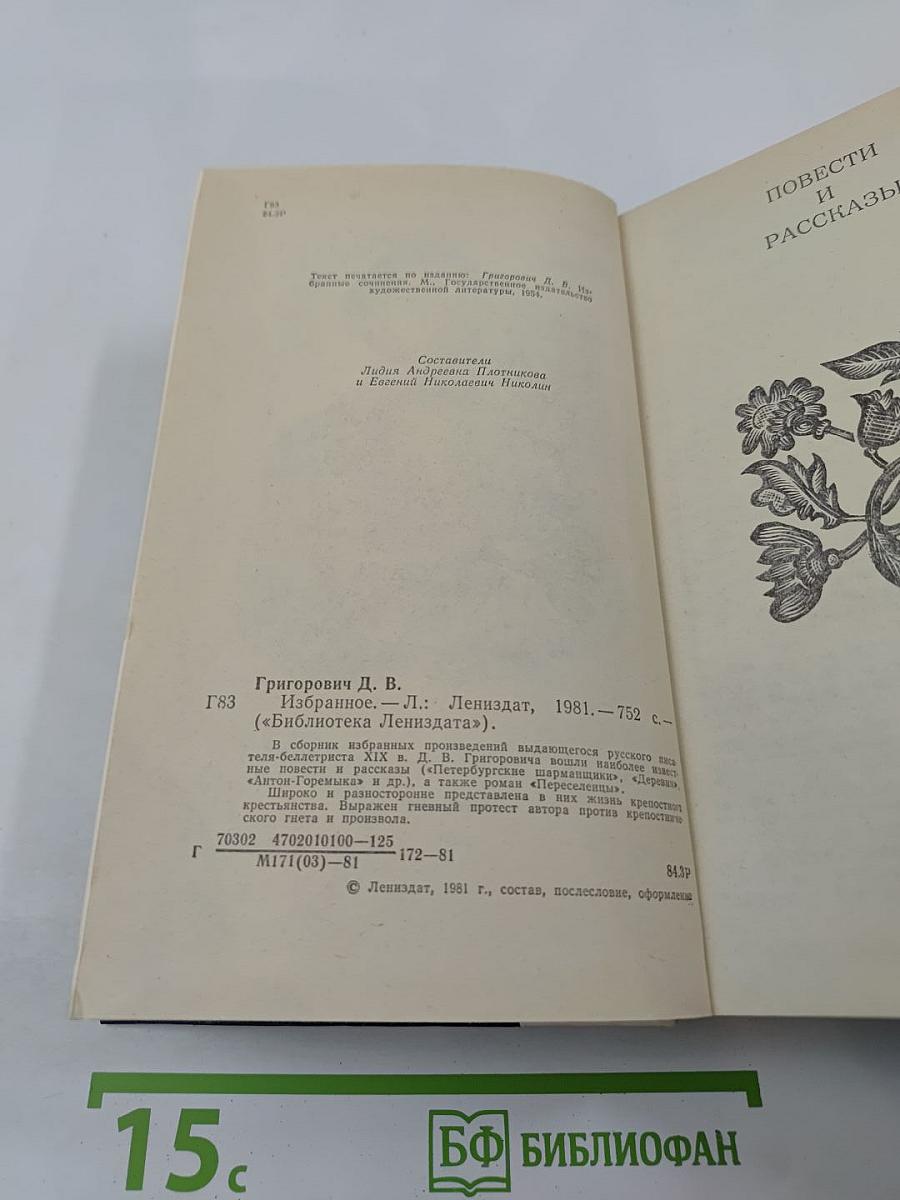 Г83
84.3Р
Текст печатается по изданию: Григорович Д. В. Из-
бранные сочинения. М., Государственное издательство
художественной литературы, 1954.
Составители
Лидия Андреевна Плотникова
и Евгений Николаевич Николин
Григорович Д. В.
Г83 Избранное. — Л.: Лениздат, 1981. — 752 с. —
(«Библиотека Лениздата»).
В сборник избранных произведений выдающегося русского писа-
теля-беллетриста XIX в. Д. В. Григоровича вошли наиболее извест-
ные повести и рассказы («Петербургские шарманщики», «Деревня»,
«Антон-Горемыка» и др.), а также роман «Переселенцы».
Широко и разносторонне представлена в них жизнь крепостного
крестьянства. Выражен гневный протест автора против крепостниче-
ского гнета и произвола.
Г 70302 4702010100—125
М171(03)—81 172—81
84.3Р
© Лениздат, 1981 г., состав, послесловие, оформление
ПОВЕСТИ
И
РАССКАЗЫ
15 с
БФ БИБЛИОФАН